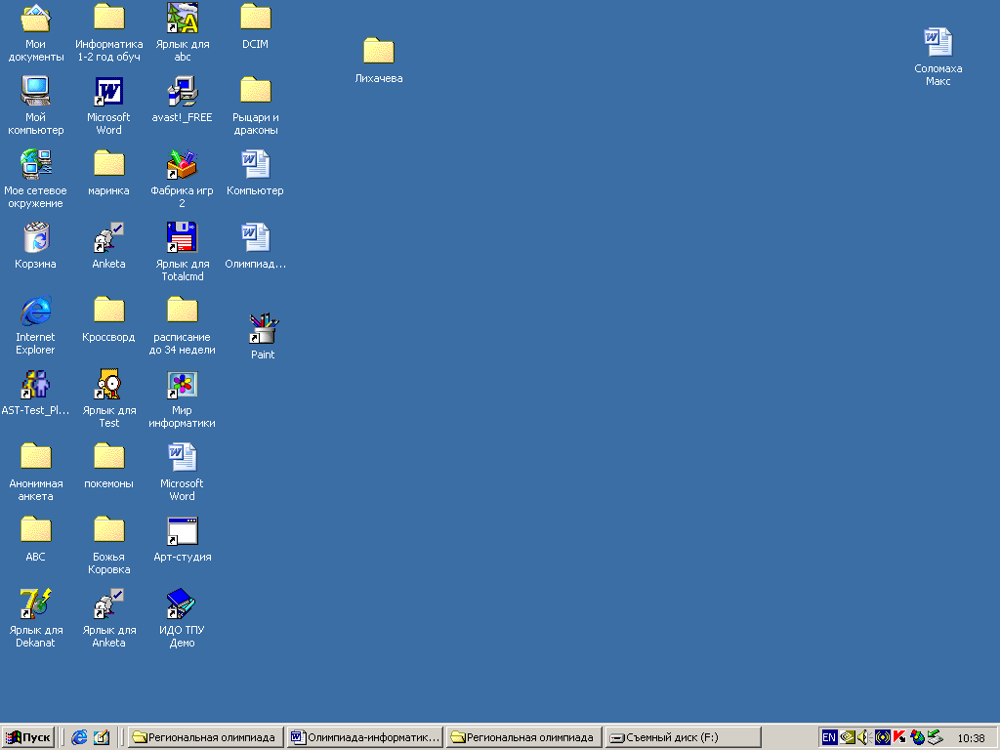 Мои
документы
Информатика
1-2 год обуч
Ярлык для
abc
DCIM
Лихачева
Соломаха
Макс
Мой
компьютер
Microsoft
Word
avast!_FREE
Рыцари и
драконы
Мое сетевое
окружение
маринка
Фабрика игр
2
Компьютер
Корзина
Anketa
Ярлык для
Totalcmd
Олимпиад...
Internet
Explorer
Кроссворд
расписание
до 34 недели
Paint
AST-Test_Pl...
Ярлык для
Test
Мир
информатики
Анонимная
анкета
покемоны
Microsoft
Word
ABC
Божья
Коровка
Арт-студия
Ярлык для
Dekanat
Ярлык для
Anketa
ИДО ТПУ
Демо
Пуск
Региональная олимпиада
Олимпиада-информатик...
Региональная олимпиада
Съемный диск (F:)
EN
10:38